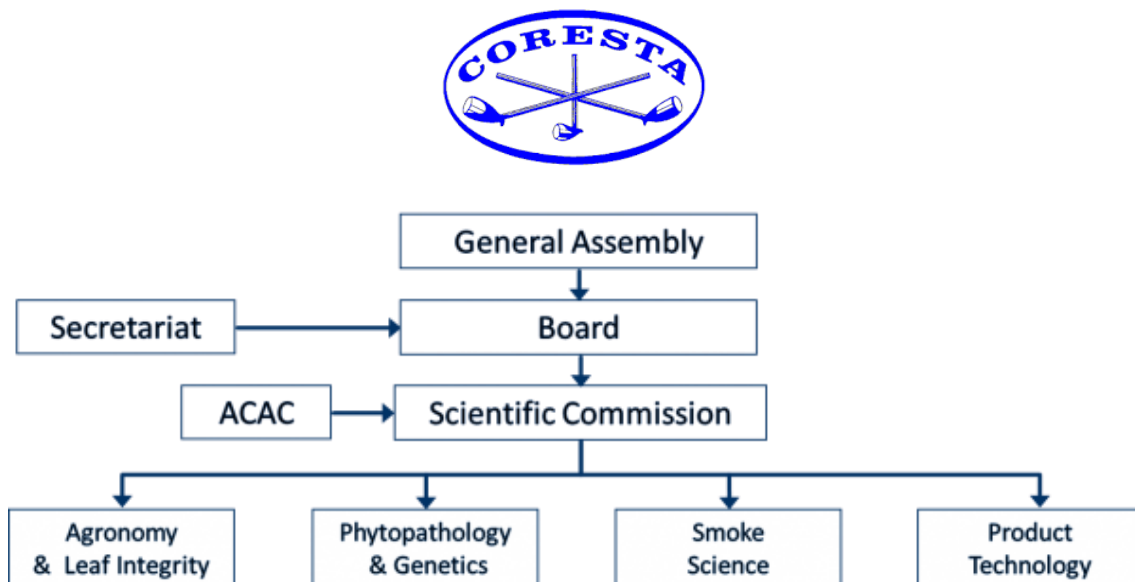 CORESTA
General Assembly
Secretariat
Board
ACAC
Scientific Commission
Agronomy
& Leaf Integrity
Phytopathology
& Genetics
Smoke
Science
Product
Technology